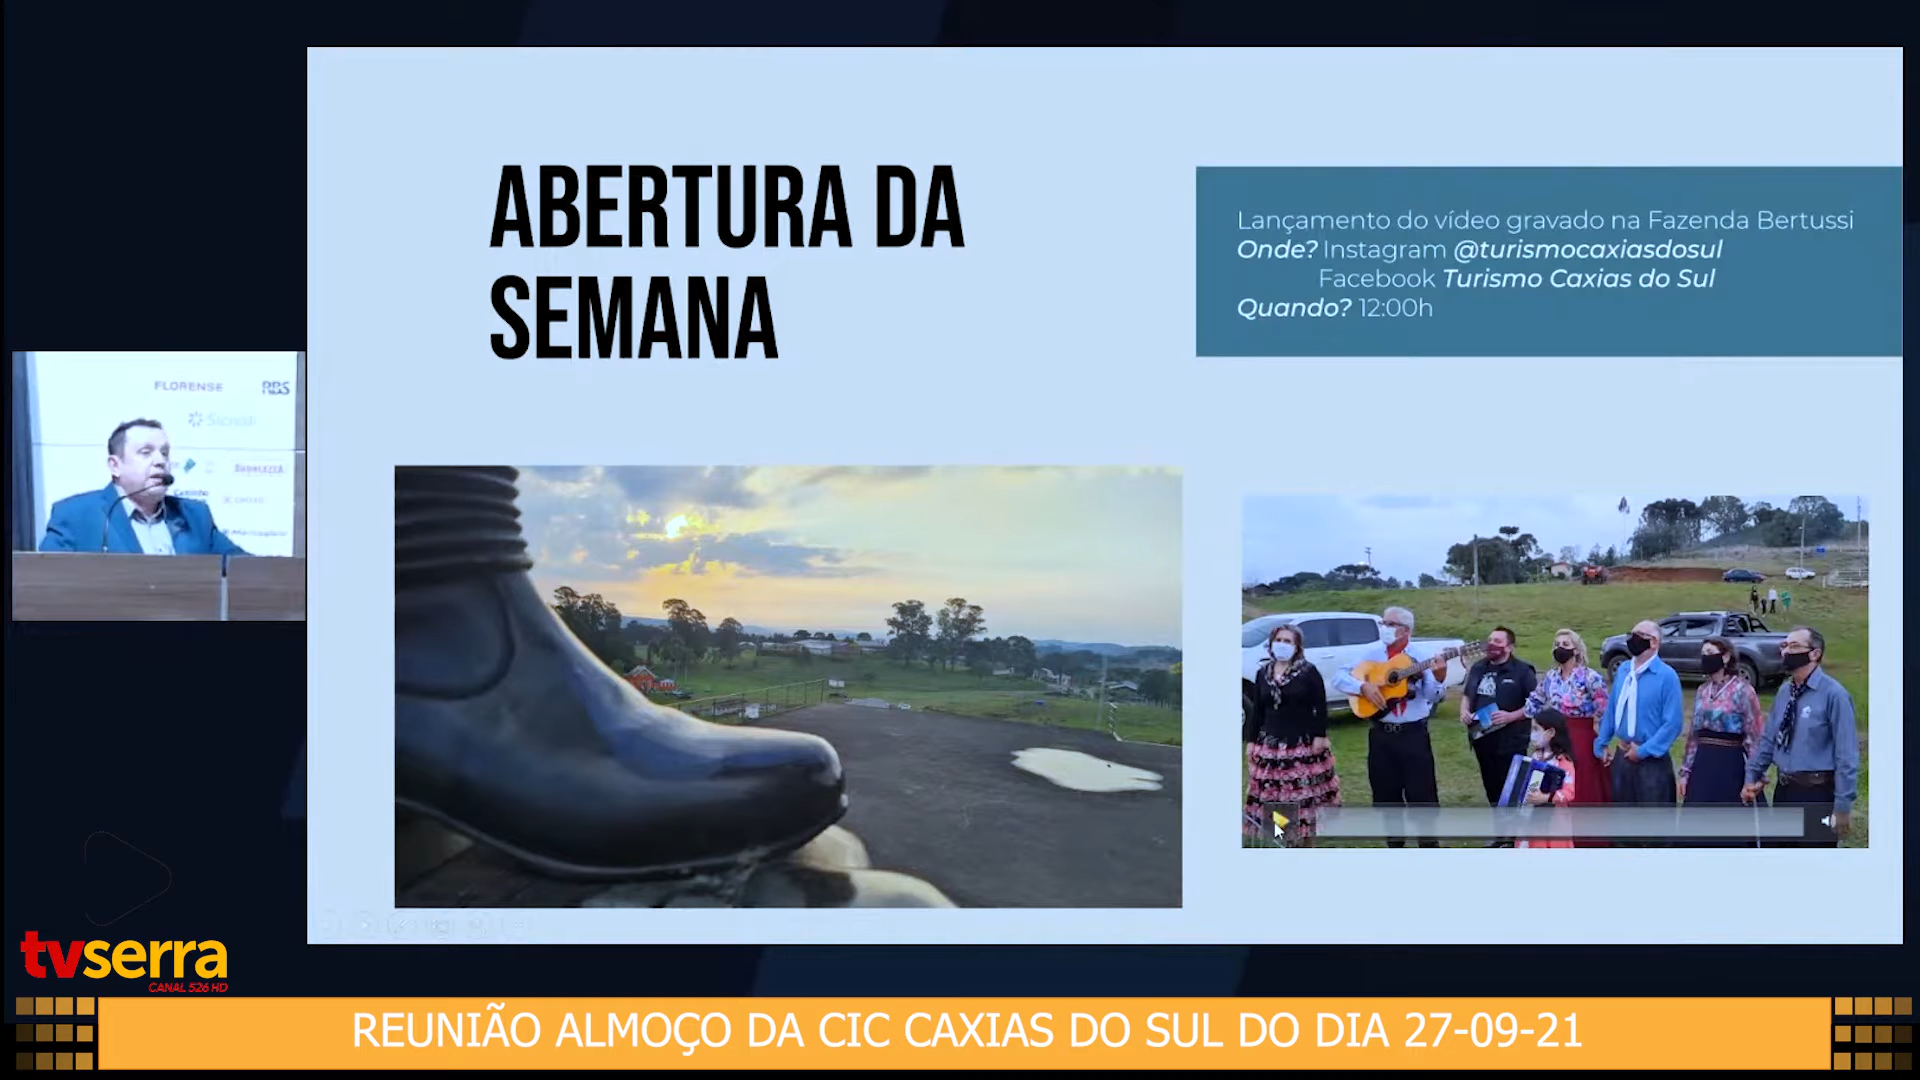 ABERTURA DA
SEMANA
Lançamento do vídeo gravado na Fazenda Bertussi
Onde? Instagram @turismocaxiasdosul
Facebook Turismo Caxias do Sul
Quando? 12:00h
FLORENSE
RBS
Sicredi
tvserra
CANAL 526 HD
REUNIÃO ALMOÇO DA CIC CAXIAS DO SUL DO DIA 27-09-21